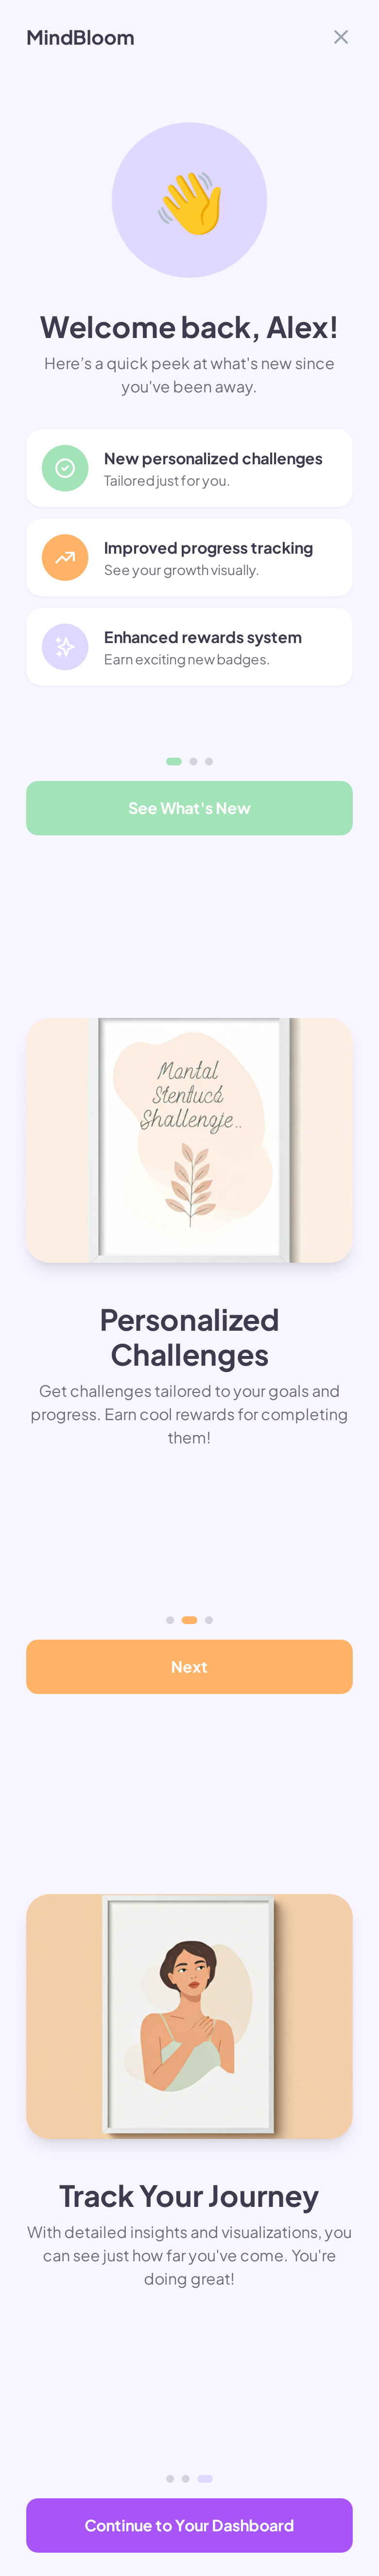 MindBloom
Welcome back, Alex!
Here’s a quick peek at what's new since
you've been away.
New personalized challenges
Tailored just for you.
Improved progress tracking
See your growth visually.
Enhanced rewards system
Earn exciting new badges.
See What's New
Mantal
Shallenoje..
Personalized
Challenges
Get challenges tailored to your goals and
progress. Earn cool rewards for completing
them!
Next
Track Your Journey
With detailed insights and visualizations, you
can see just how far you've come. You're
doing great!
Continue to Your Dashboard